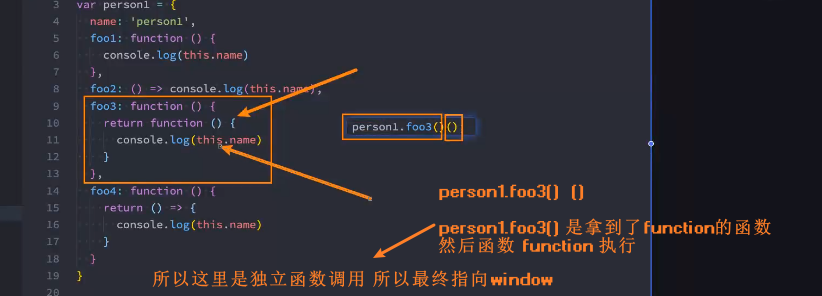 3 var person1 = {
4 name: 'person1',
5 foo1: function () {
6 console.log(this.name)
7 },
8 foo2: () => console.log(this.name),
9 foo3: function () {
10 return function () {
11 console.log(this.name)
12 }
13 },
14 foo4: function () {
15 return () => {
16 console.log(this.name)
17 }
18 }
19 }
20
person1.foo3()()
person1.foo3() ()
person1.foo3() 是拿到了function的函数
然后函数 function 执行
所以这里是独立函数调用 所以最终指向window